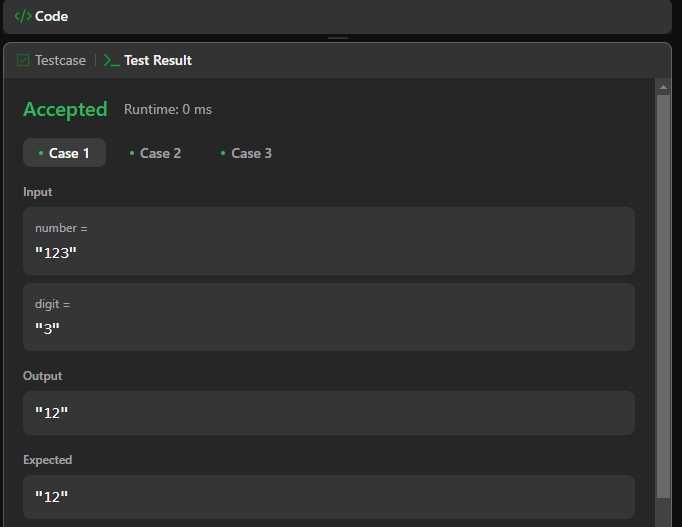 </> Code
Testcase | >_ Test Result
Accepted Runtime: 0 ms
• Case 1 • Case 2 • Case 3
Input
number =
"123"
digit =
"3"
Output
"12"
Expected
"12"